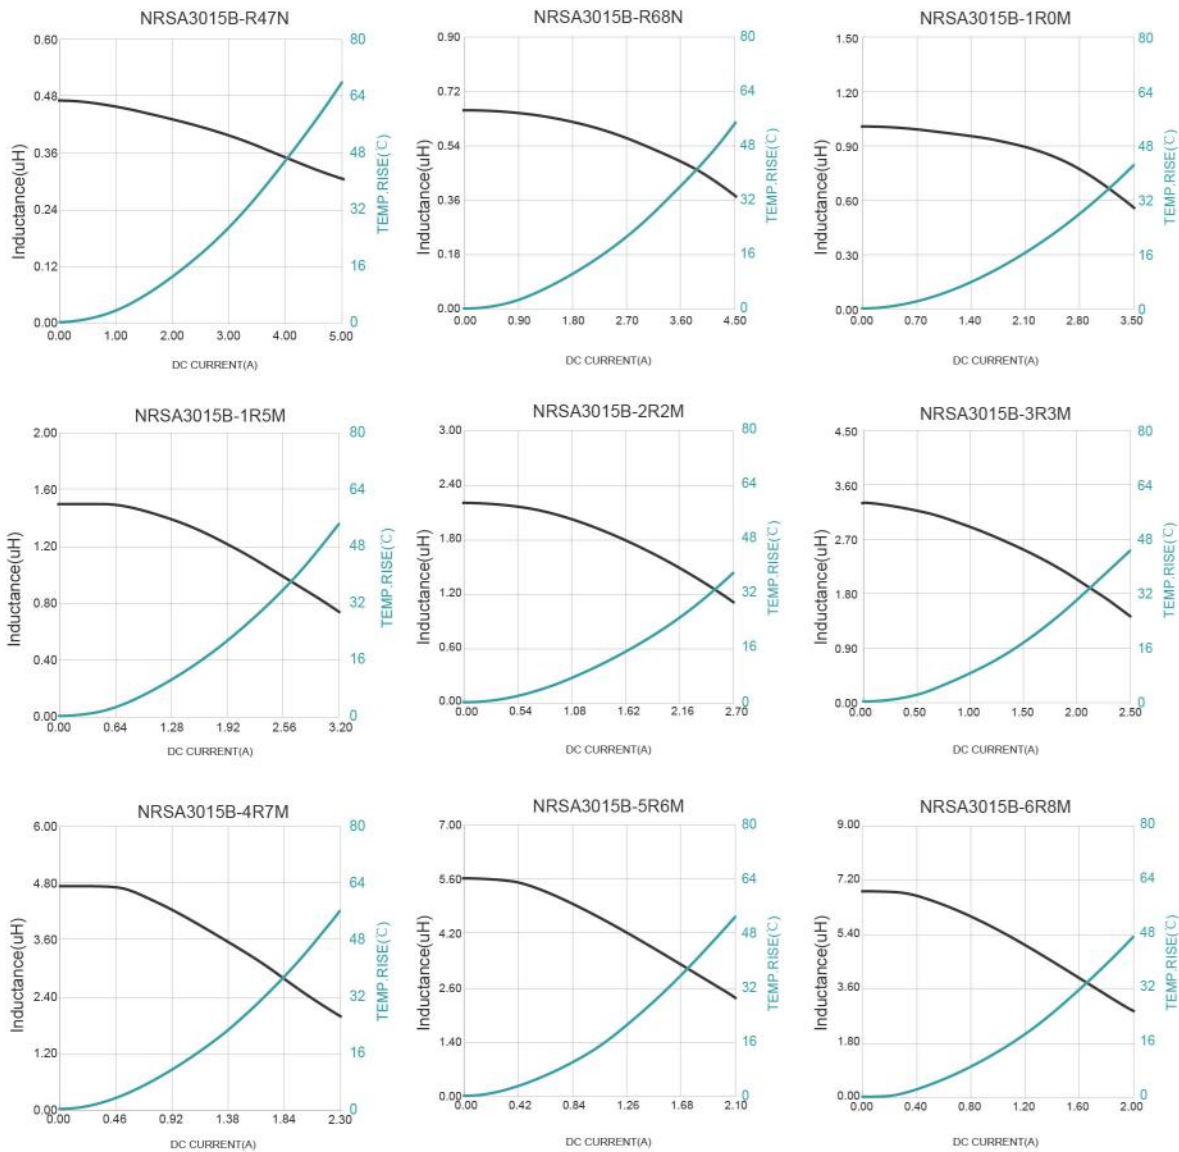 NRSA3015B-R47N
0.60
0.48
0.36
0.24
0.12
0.00
Inductance(uH)
80
64
48
32
16
0
TEMP.RISE(℃)
0.00 1.00 2.00 3.00 4.00 5.00
DC CURRENT(A)
NRSA3015B-R68N
0.90
0.72
0.54
0.36
0.18
0.00
Inductance(uH)
80
64
48
32
16
0
TEMP.RISE(℃)
0.00 0.90 1.80 2.70 3.60 4.50
DC CURRENT(A)
NRSA3015B-1R0M
1.50
1.20
0.90
0.60
0.30
0.00
Inductance(uH)
80
64
48
32
16
0
TEMP.RISE(℃)
0.00 0.70 1.40 2.10 2.80 3.50
DC CURRENT(A)
NRSA3015B-1R5M
2.00
1.60
1.20
0.80
0.40
0.00
Inductance(uH)
80
64
48
32
16
0
TEMP.RISE(℃)
0.00 0.64 1.28 1.92 2.56 3.20
DC CURRENT(A)
NRSA3015B-2R2M
3.00
2.40
1.80
1.20
0.60
0.00
Inductance(uH)
80
64
48
32
16
0
TEMP.RISE(℃)
0.00 0.54 1.08 1.62 2.16 2.70
DC CURRENT(A)
NRSA3015B-3R3M
4.50
3.60
2.70
1.80
0.90
0.00
Inductance(uH)
80
64
48
32
16
0
TEMP.RISE(℃)
0.00 0.50 1.00 1.50 2.00 2.50
DC CURRENT(A)
NRSA3015B-4R7M
6.00
4.80
3.60
2.40
1.20
0.00
Inductance(uH)
80
64
48
32
16
0
TEMP.RISE(℃)
0.00 0.46 0.92 1.38 1.84 2.30
DC CURRENT(A)
NRSA3015B-5R6M
7.00
5.60
4.20
2.60
1.40
0.00
Inductance(uH)
80
64
48
32
16
0
TEMP.RISE(℃)
0.00 0.42 0.84 1.26 1.68 2.10
DC CURRENT(A)
NRSA3015B-6R8M
9.00
7.20
5.40
3.60
1.80
0.00
Inductance(uH)
80
64
48
32
16
0
TEMP.RISE(℃)
0.00 0.40 0.80 1.20 1.60 2.00
DC CURRENT(A)